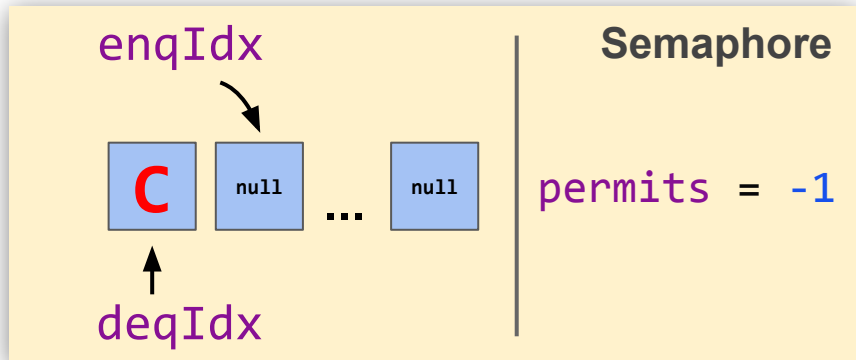 enqIdx
Semaphore
C
null
...
null
permits = -1
deqIdx